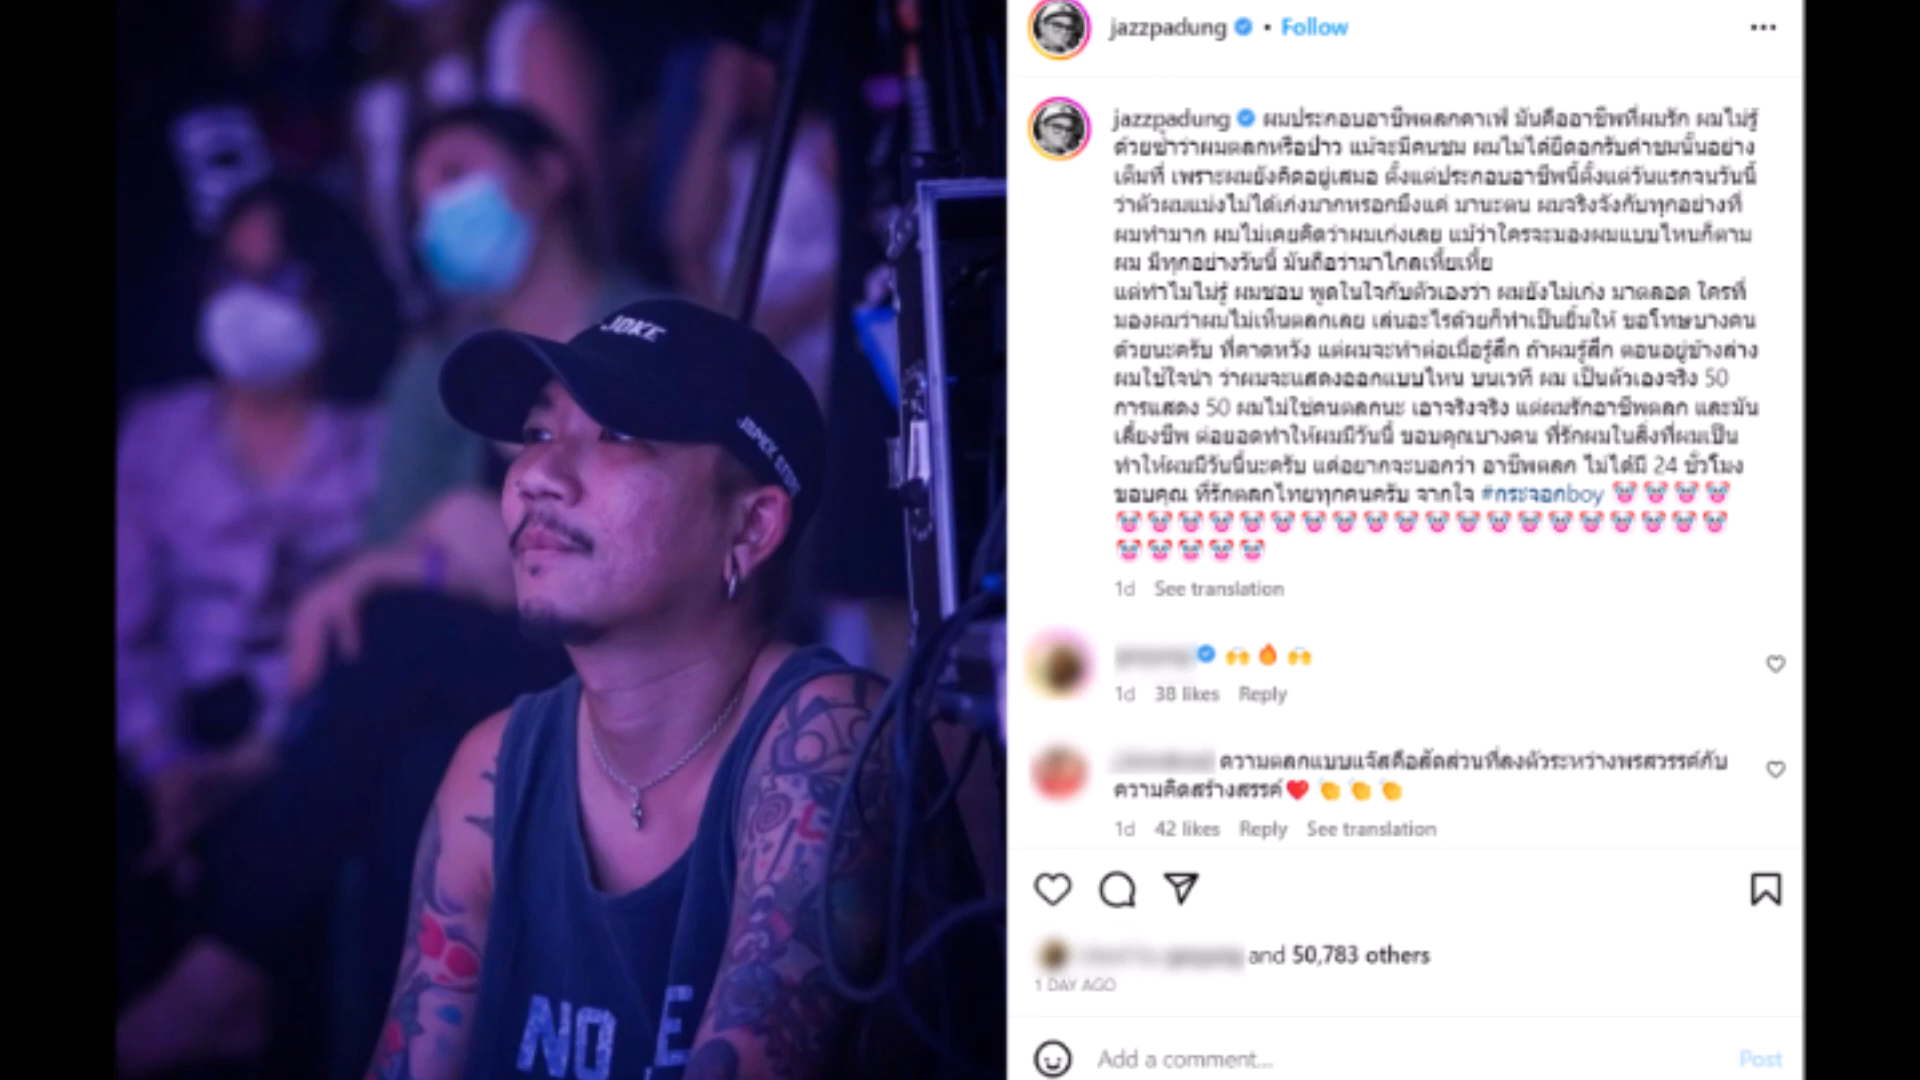 JOKE
NO E
jazzpadung • Follow
jazzpadung ผมประกอบอาชีพตลกคาเฟ่ มันคืออาชีพที่ผมรัก ผมไม่รู้
ด้วยซ้ำว่าผมตลกหรือป่าว แม้จะมีคนชม ผมไม่ได้ยืดอกรับคำชมนั้นอย่าง
เต็มที่ เพราะผมยังคิดอยู่เสมอ ตั้งแต่ประกอบอาชีพนี้ตั้งแต่วันแรกจนวันนี้
ว่าตัวผมแม่งไม่ได้เก่งมากหรอกมึงแค่ มานะตน ผมจริงจังกับทุกอย่างที่
ผมทำมาก ผมไม่เคยคิดว่าผมเก่งเลย แม้ว่าใครจะมองผมแบบไหนก็ตาม
ผม มีทุกอย่างวันนี้ มันถือว่ามาไกลเหี้ยเหี้ย
แต่ทำไมไม่รู้ ผมชอบ พูดในใจกับตัวเองว่า ผมยังไม่เก่ง มาตลอด ใครที่
มองผมว่าผมไม่เห็นตลกเลย เล่นอะไรด้วยก็ทำเป็นยิ้มให้ ขอโทษบางคน
ด้วยนะครับ ที่คาดหวัง แต่ผมจะทำต่อเมื่อรู้สึก ถ้าผมรู้สึก ตอนอยู่ข้างล่าง
ผมใช้ใจนำ ว่าผมจะแสดงออกแบบไหน บนเวที ผม เป็นตัวเองจริง 50
การแสดง 50 ผมไม่ใช่คนตลกนะ เอาจริงจริง แต่ผมรักอาชีพตลก และมัน
เลี้ยงชีพ ต่อยอดทำให้ผมมีวันนี้ ขอบคุณบางคน ที่รักผมในสิ่งที่ผมเป็น
ทำให้ผมมีวันนี้นะครับ แค่อยากจะบอกว่า อาชีพตลก ไม่ได้มี 24 ชั่วโมง
ขอบคุณ ที่รักตลกไทยทุกคนครับ จากใจ #กระจอกboy 🤡🤡🤡🤡
🤡🤡🤡🤡🤡🤡🤡🤡🤡🤡🤡🤡🤡🤡🤡🤡🤡🤡🤡🤡
🤡🤡🤡🤡🤡
1d See translation
🙌🔥🙌
1d 38 likes Reply
ความตลกแบบแจ๊สคือสัดส่วนที่ลงตัวระหว่างพรสวรรค์กับ
ความคิดสร้างสรรค์❤️👏👏👏
1d 42 likes Reply See translation
and 50,783 others
1 DAY AGO
Add a comment... Post